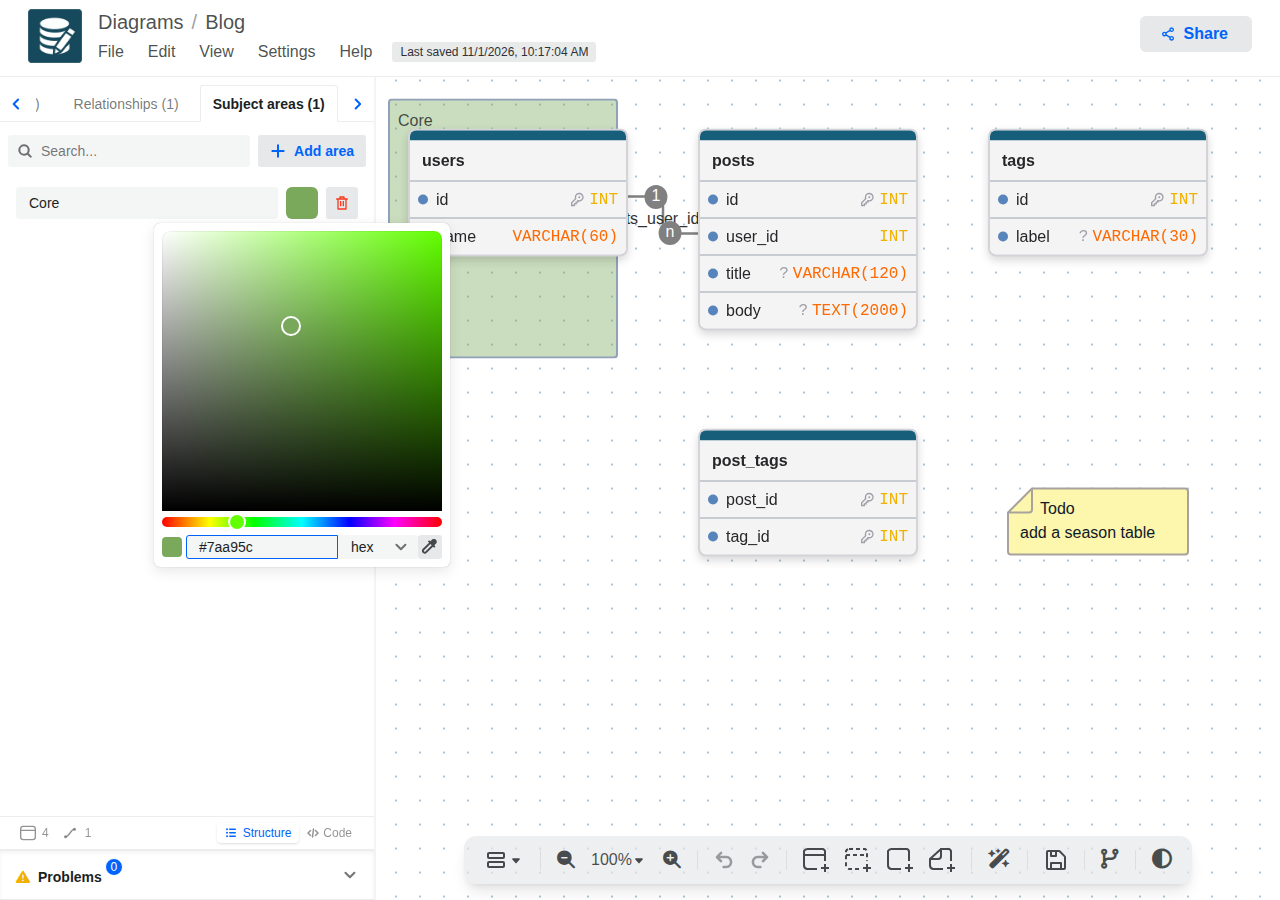 Diagrams / Blog
File Edit View Settings Help Last saved 11/1/2026, 10:17:04 AM
Share
) Relationships (1) Subject areas (1)
Search... Add area
Core
#7aa95c hex
4 1 Structure Code
Problems 0
Core
users
id INT
ame VARCHAR(60)
1
ts_user_id
n
posts
id INT
user_id INT
title ? VARCHAR(120)
body ? TEXT(2000)
tags
id INT
label ? VARCHAR(30)
post_tags
post_id INT
tag_id INT
Todo
add a season table
100%